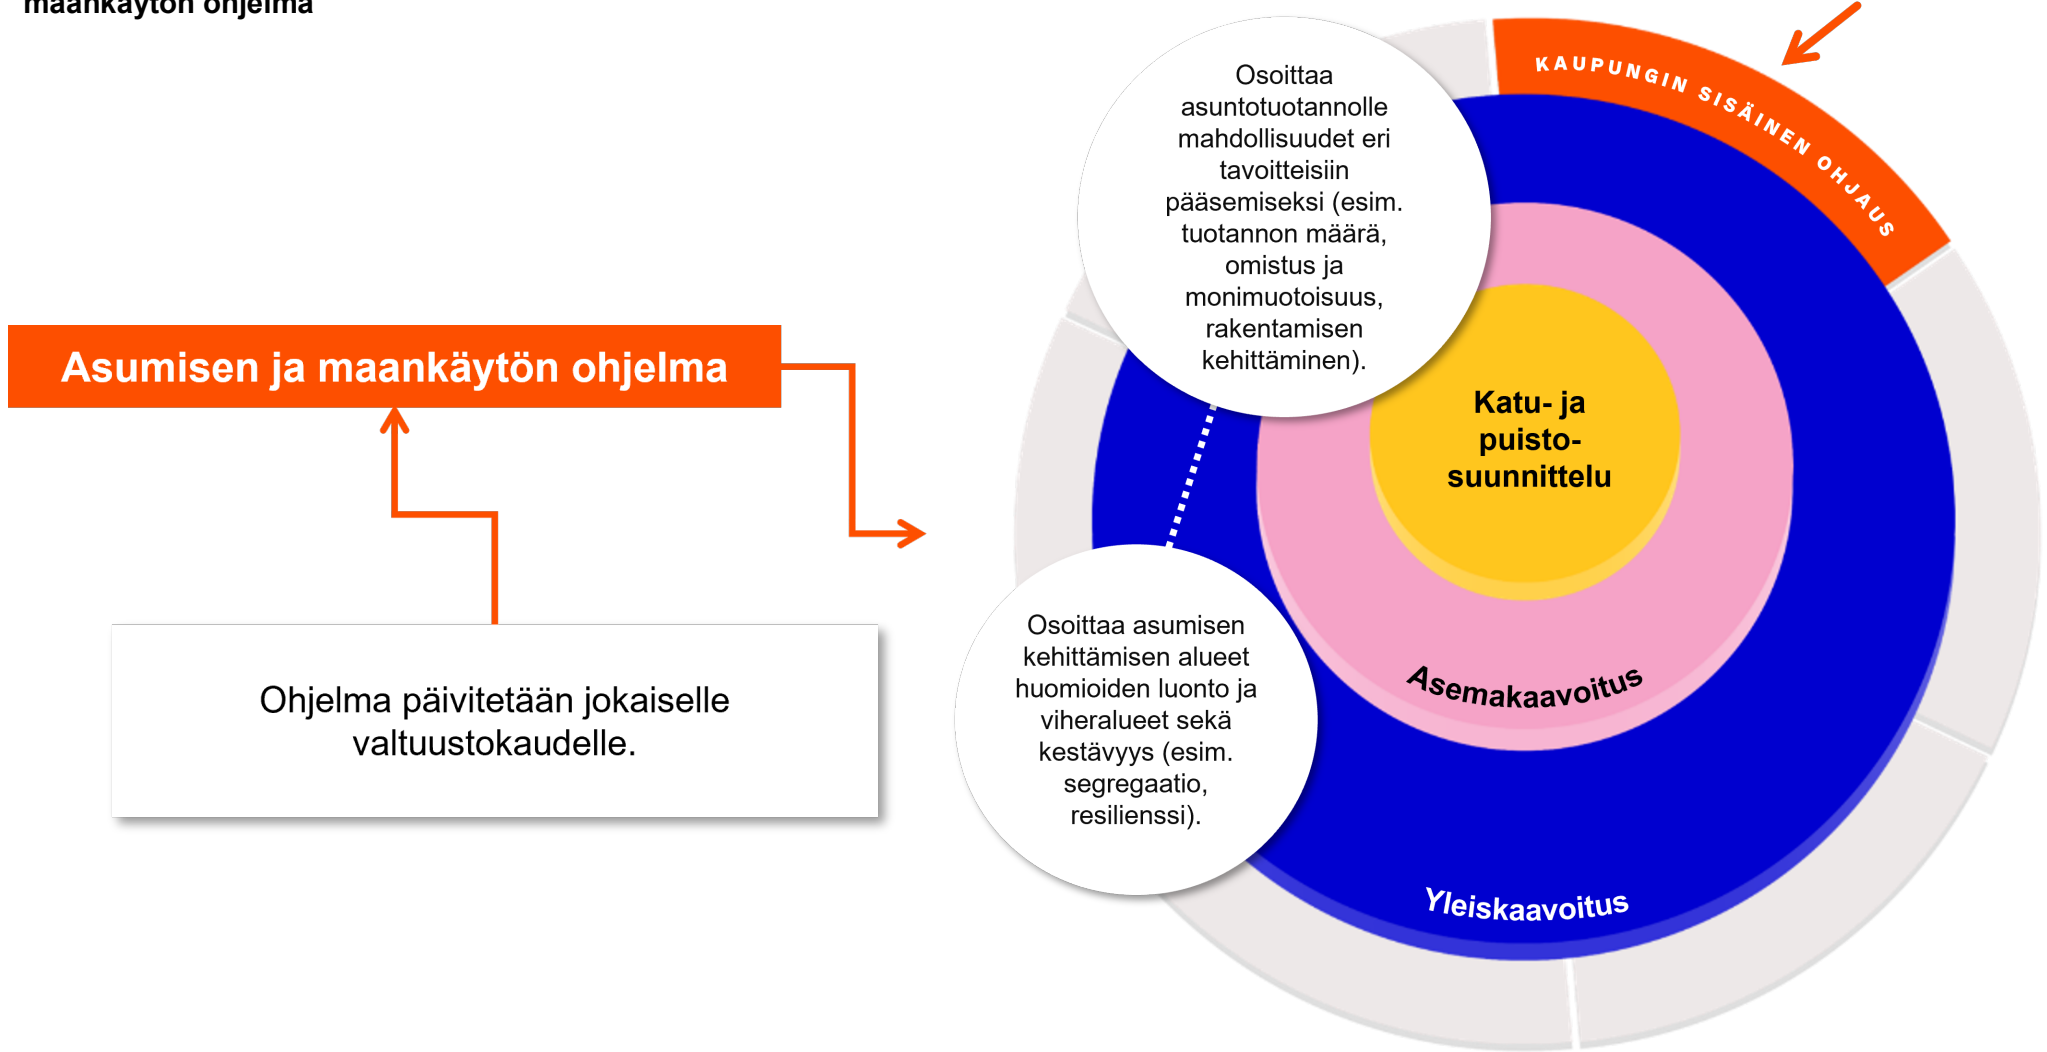 maankäytön ohjelma
KAUPUNGIN SISÄINEN OHJAUS
Osoittaa
asuntotuotannolle
mahdollisuudet eri
tavoitteisiin
pääsemiseksi (esim.
tuotannon määrä,
omistus ja
monimuotoisuus,
rakentamisen
kehittäminen).
Asumisen ja maankäytön ohjelma
Katu- ja
puisto-
suunnittelu
Ohjelma päivitetään jokaiselle
valtuustokaudelle.
Osoittaa asumisen
kehittämisen alueet
huomioiden luonto ja
viheralueet sekä
kestävyys (esim.
segregaatio,
resilienssi).
Asemakaavoitus
Yleiskaavoitus